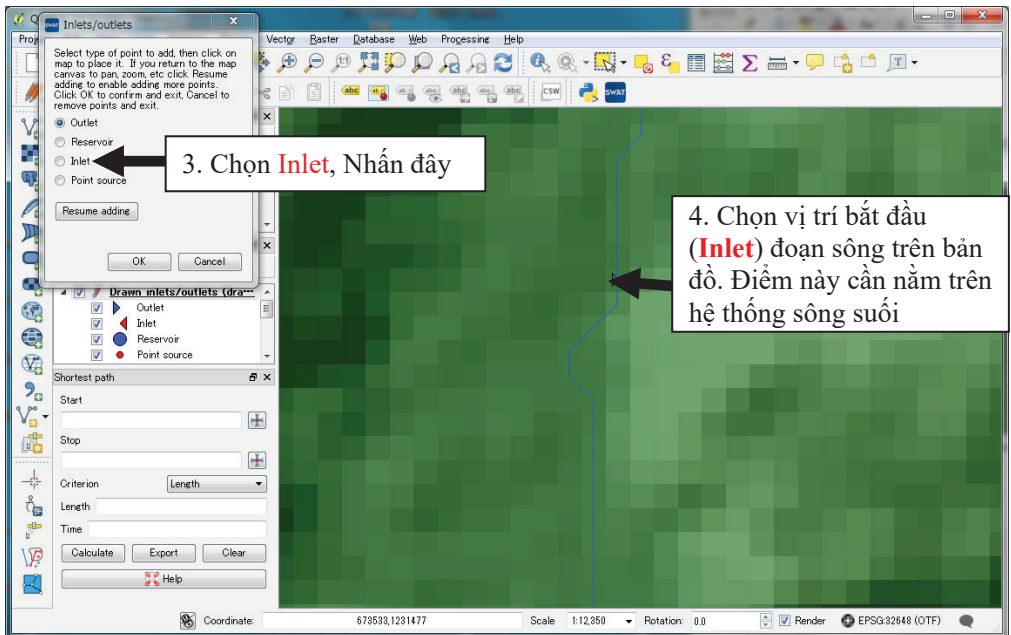 Q
SWAT Inlets/outlets
X
Proje
Vector Raster Database Web Processing Help
Select type of point to add, then click on
map to place it. If you return to the map
canvas to pan, zoom, etc click Resume
adding to enable adding more points.
Click OK to confirm and exit, Cancel to
remove points and exit.
Outlet
Reservoir
Inlet
Point source
Resume adding
OK Cancel
abc CSW SWAT
3. Chọn Inlet, Nhấn đây
4. Chọn vị trí bắt đầu
(Inlet) đoạn sông trên bản
đồ. Điểm này cần nằm trên
hệ thống sông suối
Drawn inlets/outlets (dra...
Outlet
Inlet
Reservoir
Point source
Shortest path
Start
Stop
Criterion Length
Length
Time
Calculate Export Clear
Help
Coordinate: 673533,1231477 Scale 1:12,350 Rotation: 0.0 Render EPSG:32648 (OTF)